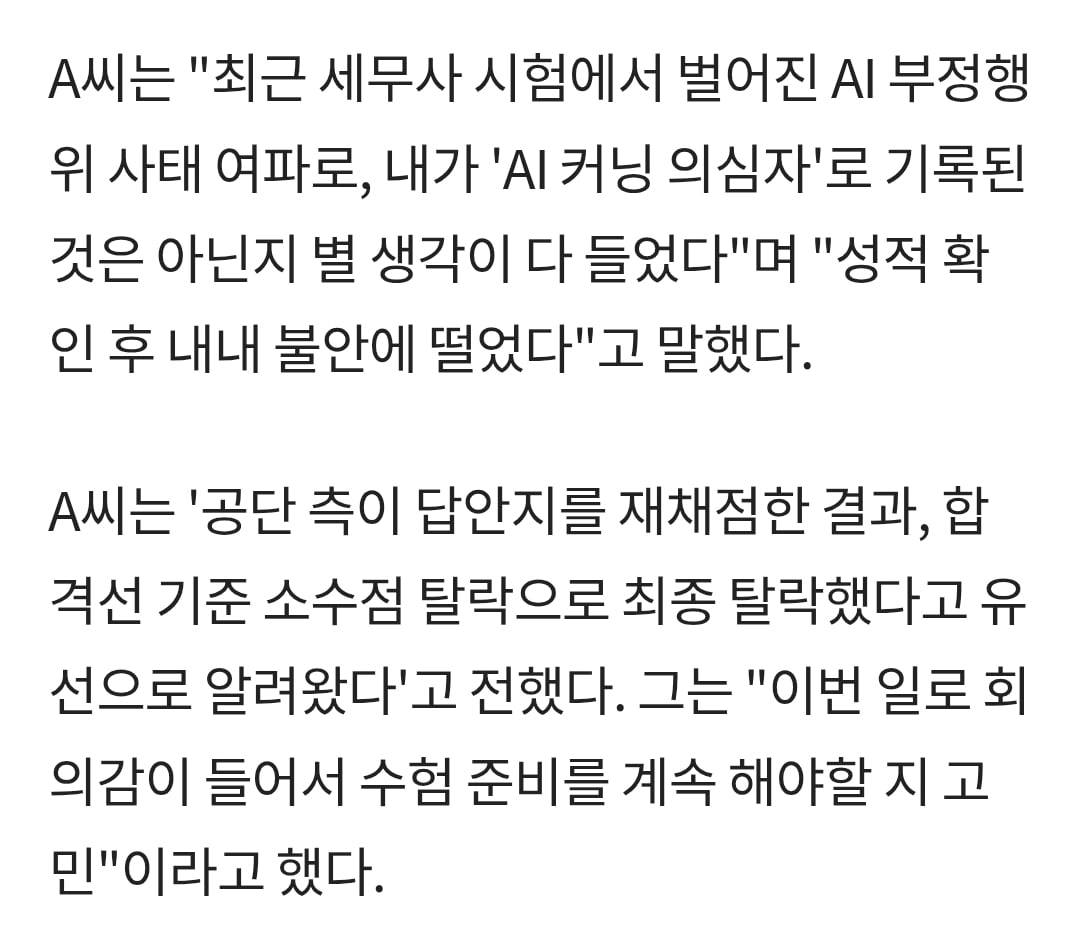 A씨는 "최근 세무사 시험에서 벌어진 AI 부정행
위 사태 여파로, 내가 'AI 커닝 의심자'로 기록된
것은 아닌지 별 생각이 다 들었다"며 "성적 확
인 후 내내 불안에 떨었다"고 말했다.
A씨는 '공단 측이 답안지를 재채점한 결과, 합
격선 기준 소수점 탈락으로 최종 탈락했다고 유
선으로 알려왔다'고 전했다. 그는 "이번 일로 회
의감이 들어서 수험 준비를 계속 해야할 지 고
민"이라고 했다.